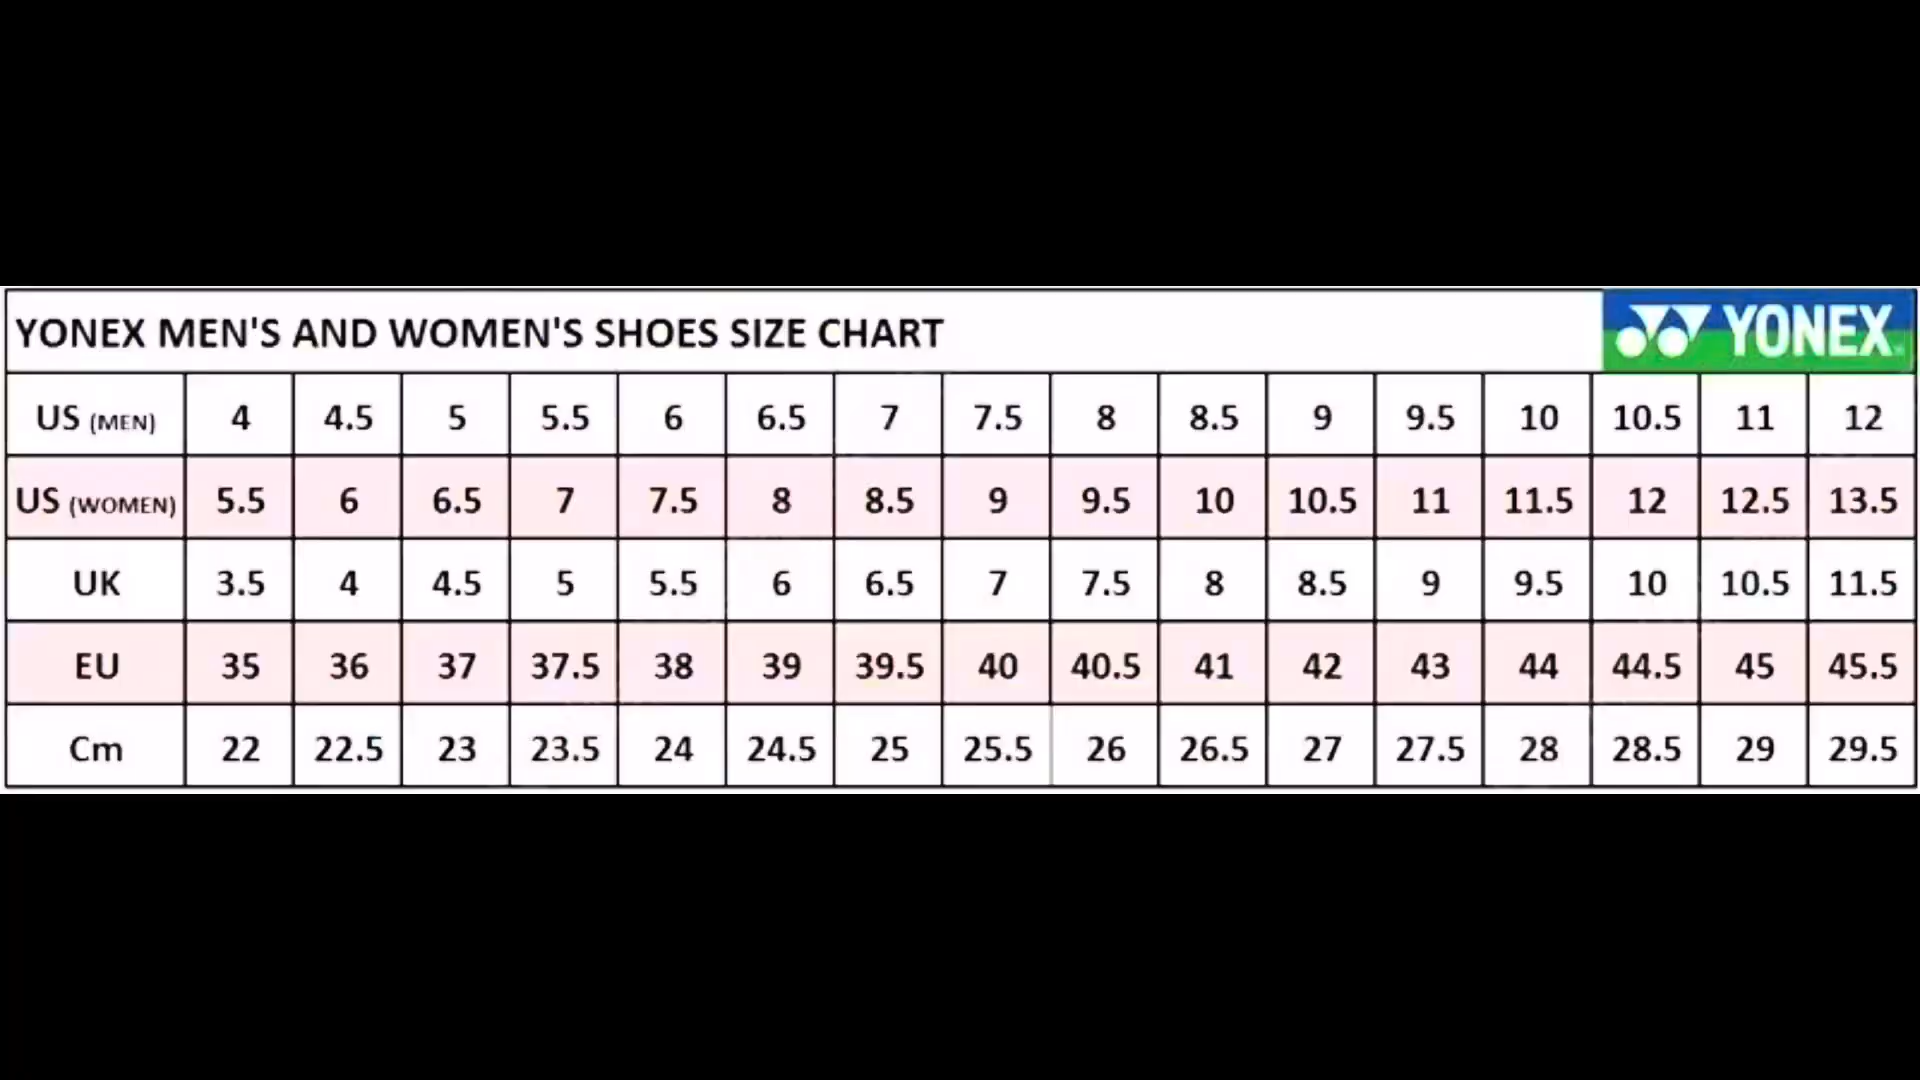 YONEX MEN'S AND WOMEN'S SHOES SIZE CHART YONEX
US (MEN) 4 4.5 5 5.5 6 6.5 7 7.5 8 8.5 9 9.5 10 10.5 11 12
US (WOMEN) 5.5 6 6.5 7 7.5 8 8.5 9 9.5 10 10.5 11 11.5 12 12.5 13.5
UK 3.5 4 4.5 5 5.5 6 6.5 7 7.5 8 8.5 9 9.5 10 10.5 11.5
EU 35 36 37 37.5 38 39 39.5 40 40.5 41 42 43 44 44.5 45 45.5
Cm 22 22.5 23 23.5 24 24.5 25 25.5 26 26.5 27 27.5 28 28.5 29 29.5